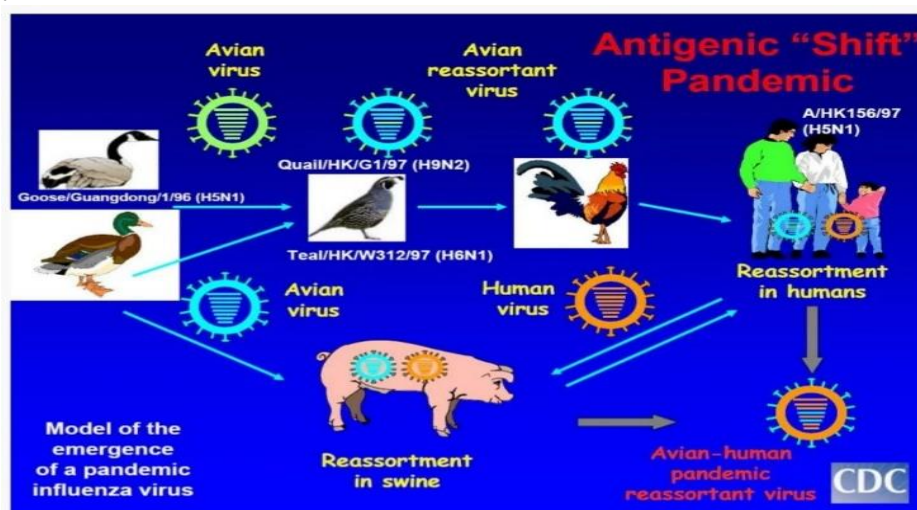 Antigenic “Shift”
Pandemic
Avian
virus
Avian
reassortant
virus
A/HK156/97
(H5N1)
Quail/HK/G1/97 (H9N2)
Goose/Guangdong/1/96 (H5N1)
Teal/HK/W312/97 (H6N1)
Reassortment
in humans
Avian
virus
Human
virus
Model of the
emergence
of a pandemic
influenza virus
Reassortment
in swine
Avian-human
pandemic
reassortant virus
CDC